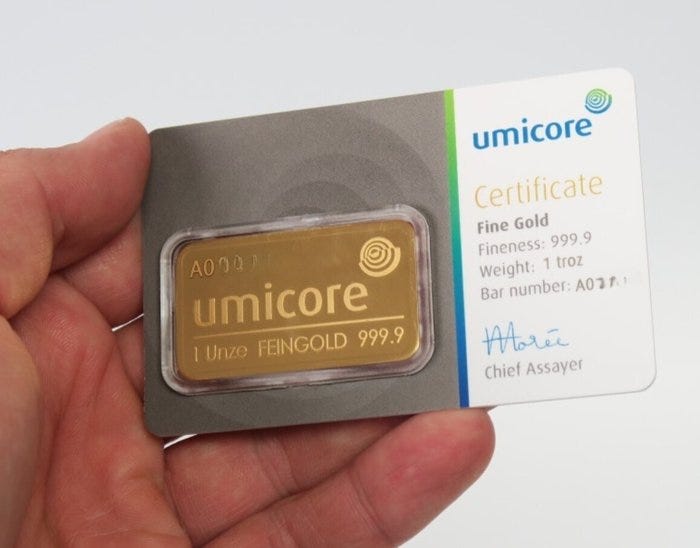 umicore
Certificate
Fine Gold
Fineness: 999.9
Weight: 1 troz
Bar number:
Chief Assayer
umicore
1 Unze FEINGOLD 999.9